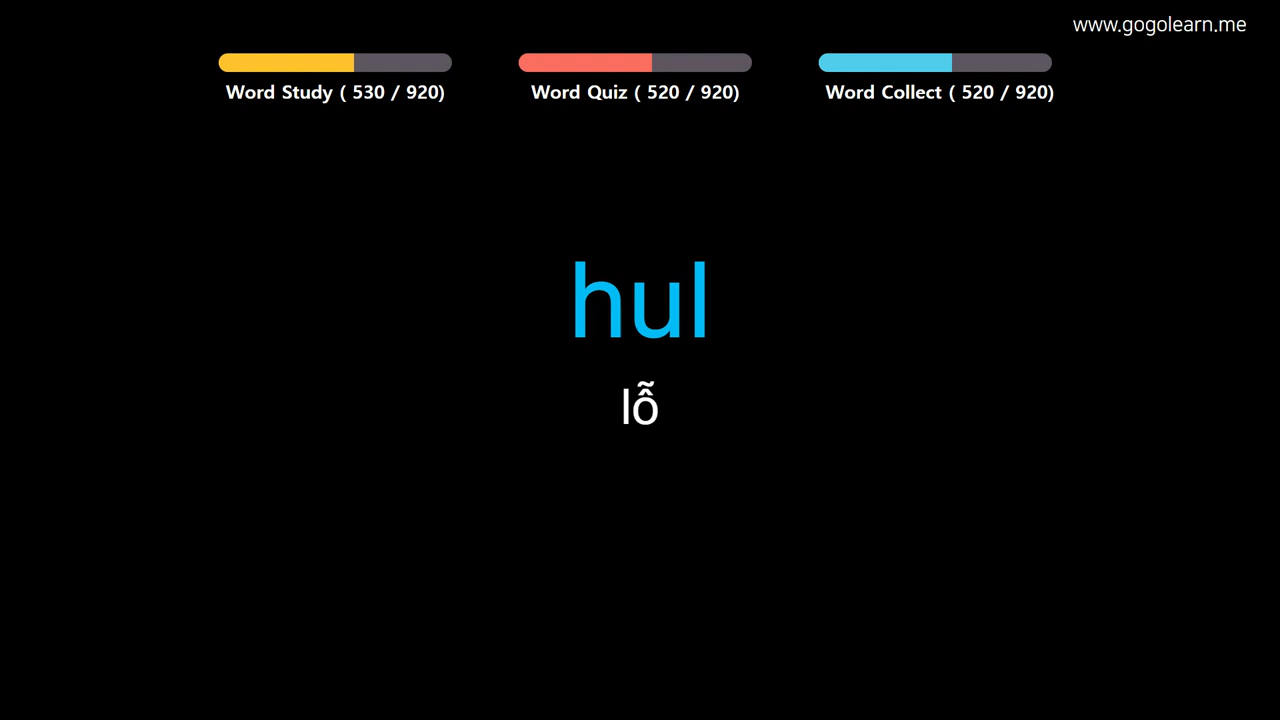 www.gogolearn.me
Word Study ( 530 / 920)
Word Quiz ( 520 / 920)
Word Collect ( 520 / 920)
hul
lỗ